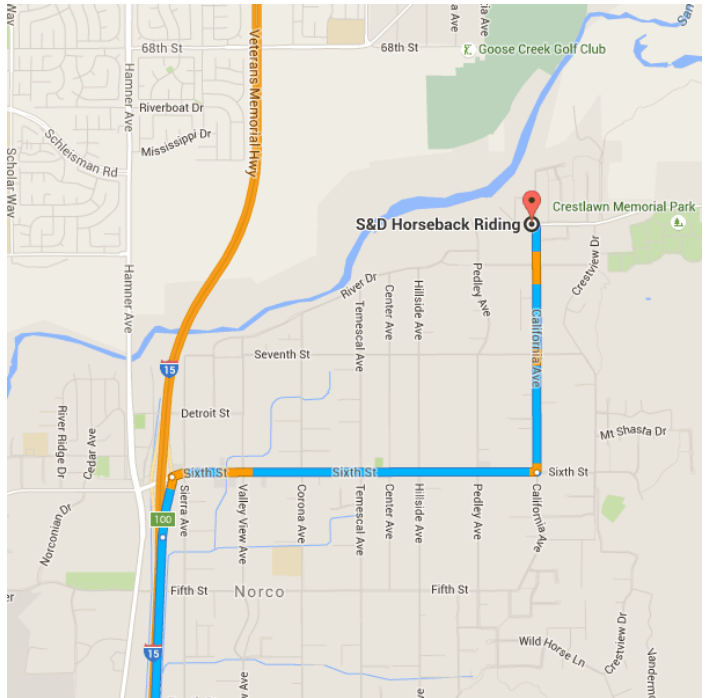 Way
Hamner Ave
68th St
Veterans Memorial Hwy
68th St
Goose Creek Golf Club
San
Riverboat Dr
Mississippi Dr
Schleisman Rd
Scholar Way
S&D Horseback Riding
Crestlawn Memorial Park
Crestview Dr
Hamner Ave
River Dr
Pedley Ave
Hillside Ave
Center Ave
Temescal Ave
California Ave
Seventh St
15
Detroit St
River Ridge Dr
Cedar Ave
Mt Shasta Dr
Sixth St
Sixth St
Sixth St
Sierra Ave
Valley View Ave
Corona Ave
Temescal Ave
Center Ave
Hillside Ave
Pedley Ave
California Ave
100
Norconian Dr
Fifth St
Norco
Fifth St
15
Wild Horse Ln
Crestview Dr